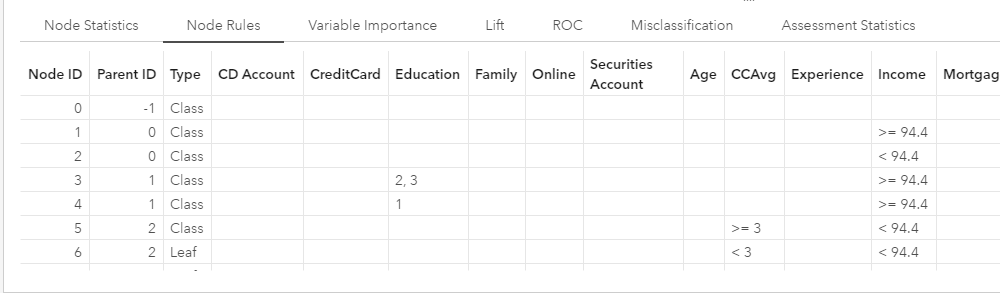 Node Statistics Node Rules Variable Importance Lift ROC Misclassification Assessment Statistics
Node ID Parent ID Type CD Account CreditCard Education Family Online Securities Account Age CCAvg Experience Income Mortgag
0 -1 Class
1 0 Class >= 94.4
2 0 Class < 94.4
3 1 Class 2, 3 >= 94.4
4 1 Class 1 >= 94.4
5 2 Class >= 3 < 94.4
6 2 Leaf < 3 < 94.4